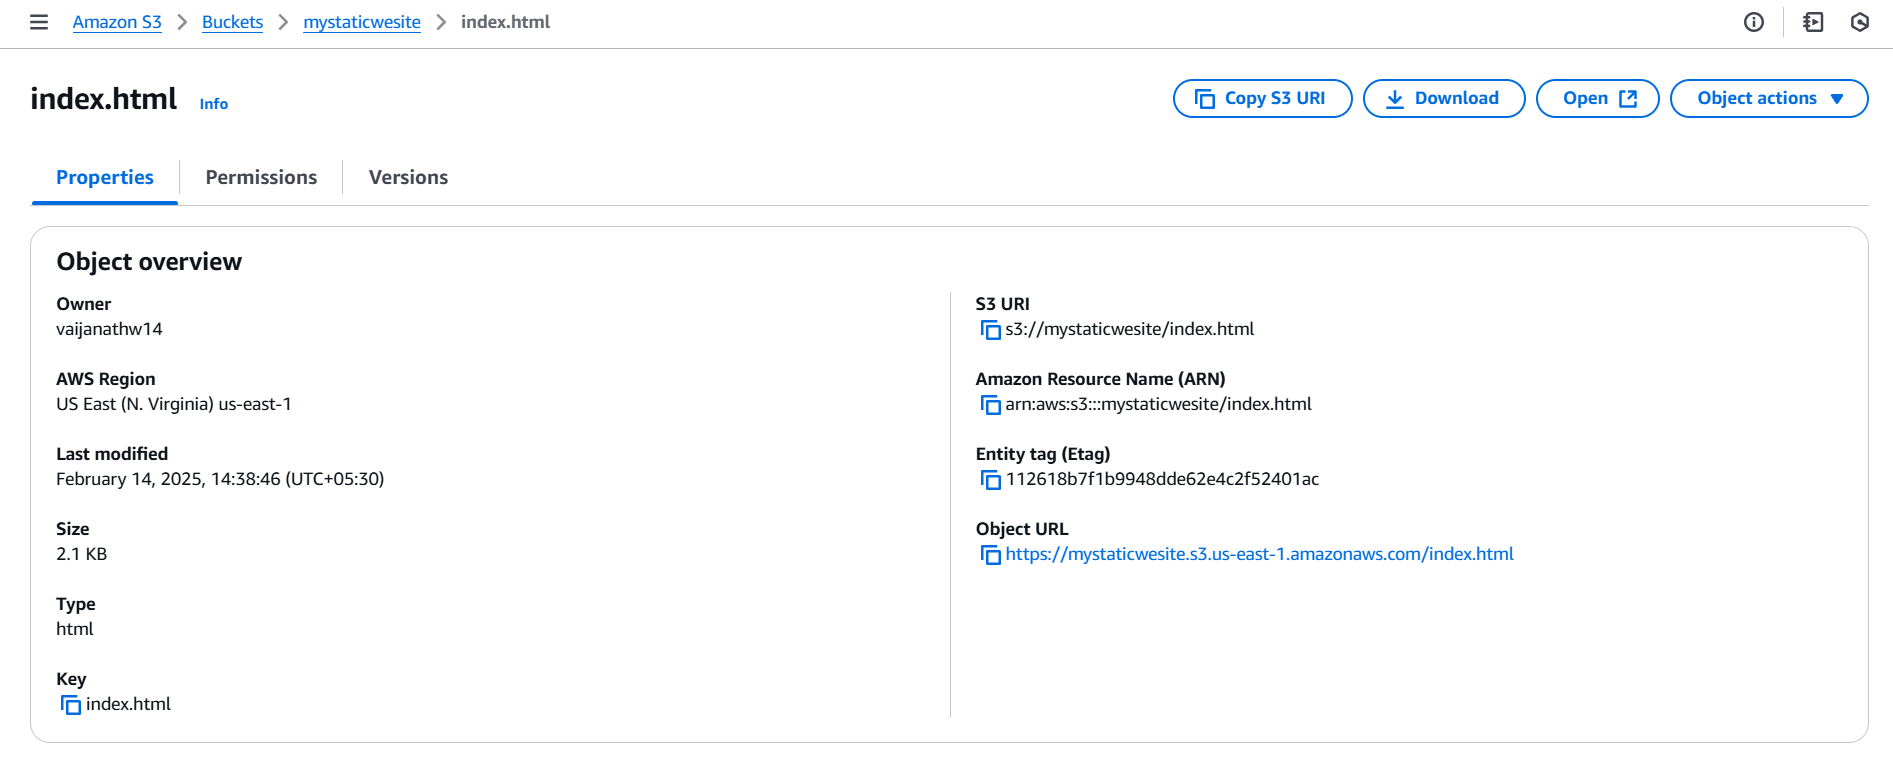 Amazon S3 > Buckets > mystaticwesite > index.html
index.html Info
Copy S3 URI Download Open Object actions
Properties Permissions Versions
Object overview
Owner
vaijanathw14
AWS Region
US East (N. Virginia) us-east-1
Last modified
February 14, 2025, 14:38:46 (UTC+05:30)
Size
2.1 KB
Type
html
Key
index.html
S3 URI
s3://mystaticwesite/index.html
Amazon Resource Name (ARN)
arn:aws:s3:::mystaticwesite/index.html
Entity tag (Etag)
112618b7f1b9948dde62e4c2f52401ac
Object URL
https://mystaticwesite.s3.us-east-1.amazonaws.com/index.html